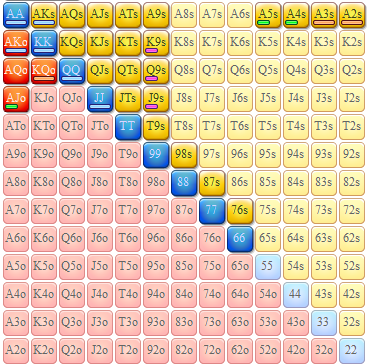 AA AKs AQs AJs ATs A9s A8s A7s A6s A5s A4s A3s A2s
AKo KK KQs KJs KTs K9s K8s K7s K6s K5s K4s K3s K2s
AQo KQo QQ QJs QTs Q9s Q8s Q7s Q6s Q5s Q4s Q3s Q2s
AJo KJo QJo JJ JTs J9s J8s J7s J6s J5s J4s J3s J2s
ATo KTo QTo JTo TT T9s T8s T7s T6s T5s T4s T3s T2s
A9o K9o Q9o J9o T9o 99 98s 97s 96s 95s 94s 93s 92s
A8o K8o Q8o J8o T8o 98o 88 87s 86s 85s 84s 83s 82s
A7o K7o Q7o J7o T7o 97o 87o 77 76s 75s 74s 73s 72s
A6o K6o Q6o J6o T6o 96o 86o 76o 66 65s 64s 63s 62s
A5o K5o Q5o J5o T5o 95o 85o 75o 65o 55 54s 53s 52s
A4o K4o Q4o J4o T4o 94o 84o 74o 64o 54o 44 43s 42s
A3o K3o Q3o J3o T3o 93o 83o 73o 63o 53o 43o 33 32s
A2o K2o Q2o J2o T2o 92o 82o 72o 62o 52o 42o 32o 22